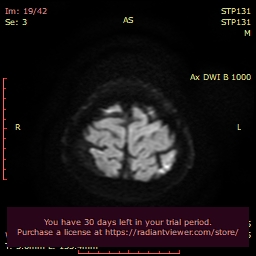 Im: 19/42
Se: 3
AS
STP131
STP131
M
Ax DWI B 1000
R
L
You have 30 days left in your trial period.
Purchase a license at https://radiantviewer.com/store/